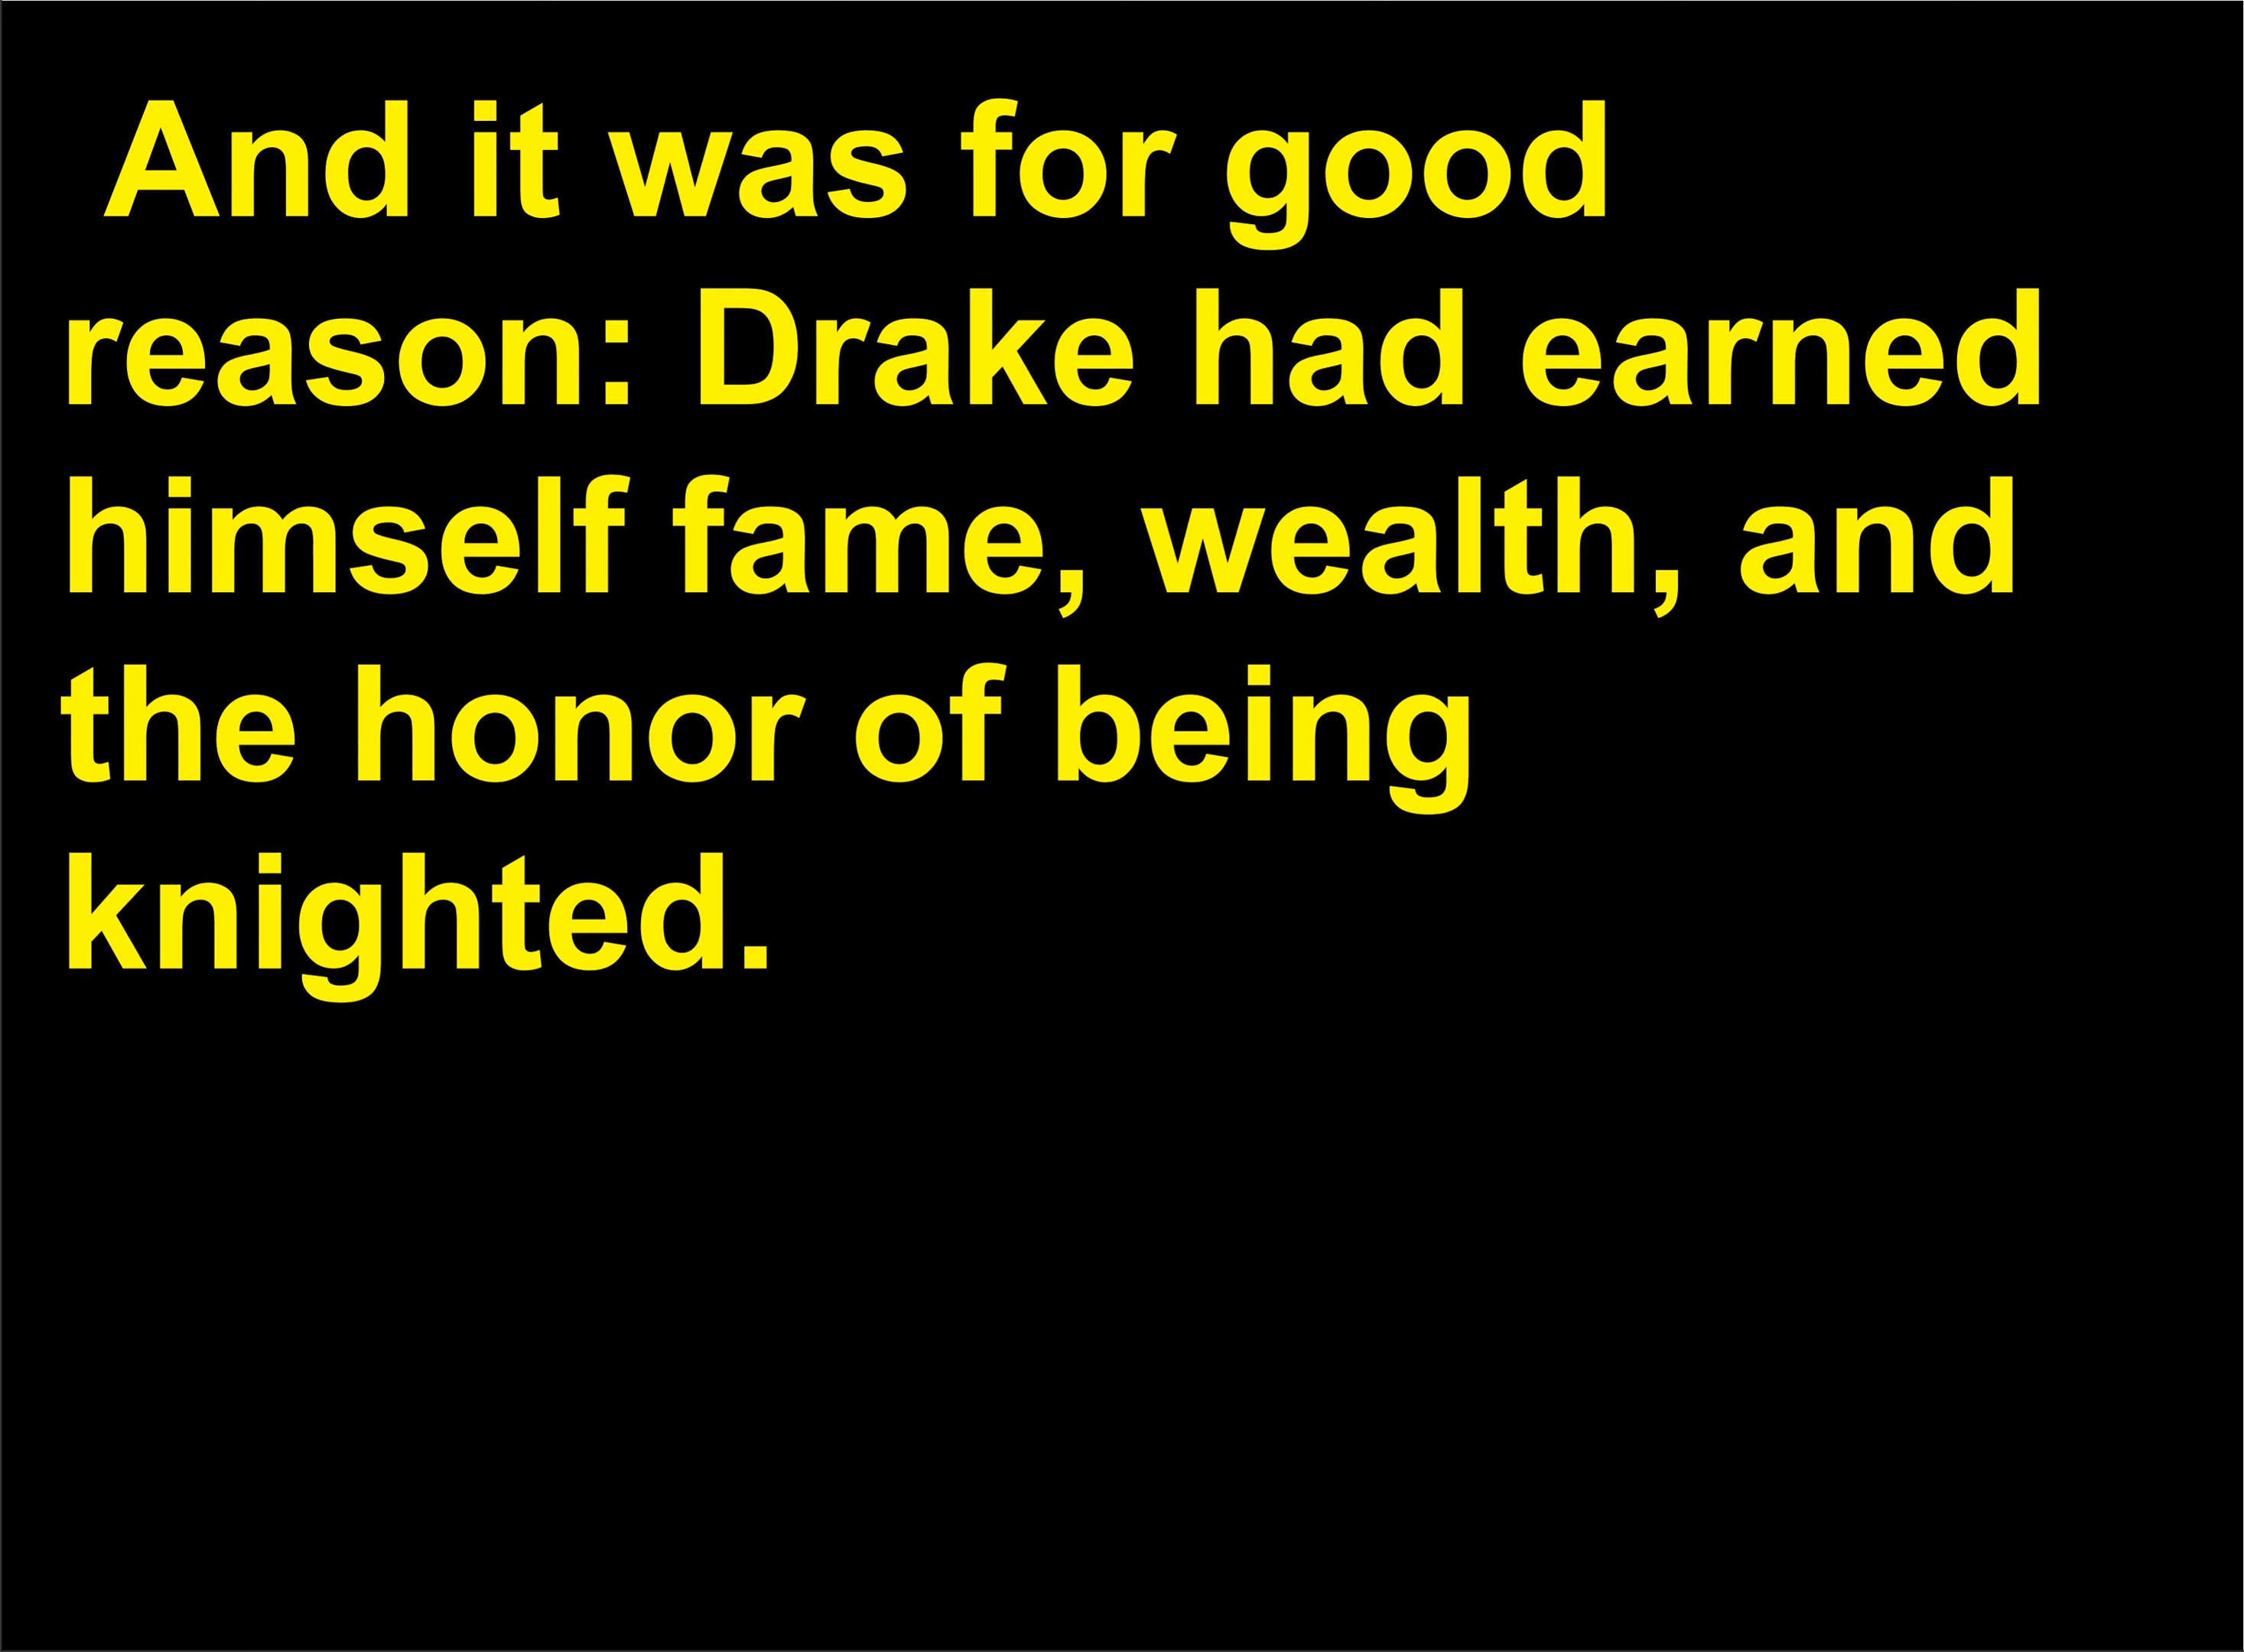 And it was for good
reason: Drake had earned
himself fame, wealth, and
the honor of being
knighted.